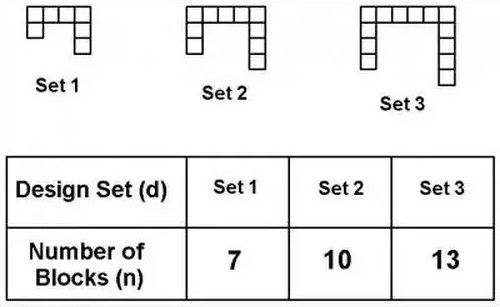 Set 1
Set 2
Set 3
Design Set (d) Set 1 Set 2 Set 3
Number of
Blocks (n) 7 10 13